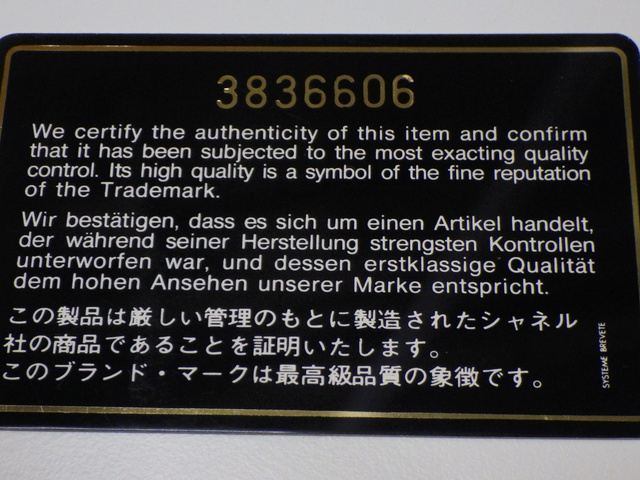 3836606
We certify the authenticity of this item and confirm
that it has been subjected to the most exacting quality
control. Its high quality is a symbol of the fine reputation
of the Trademark.
Wir bestätigen, dass es sich um einen Artikel handelt,
der während seiner Herstellung strengsten Kontrollen
unterworfen war, und dessen erstklassige Qualität
dem hohen Ansehen unserer Marke entspricht.
この製品は厳しい管理のもとに製造されたシャネル
社の商品であることを証明いたします。
このブランド・マークは最高級品質の象徴です。
SYSTEME BREVETE